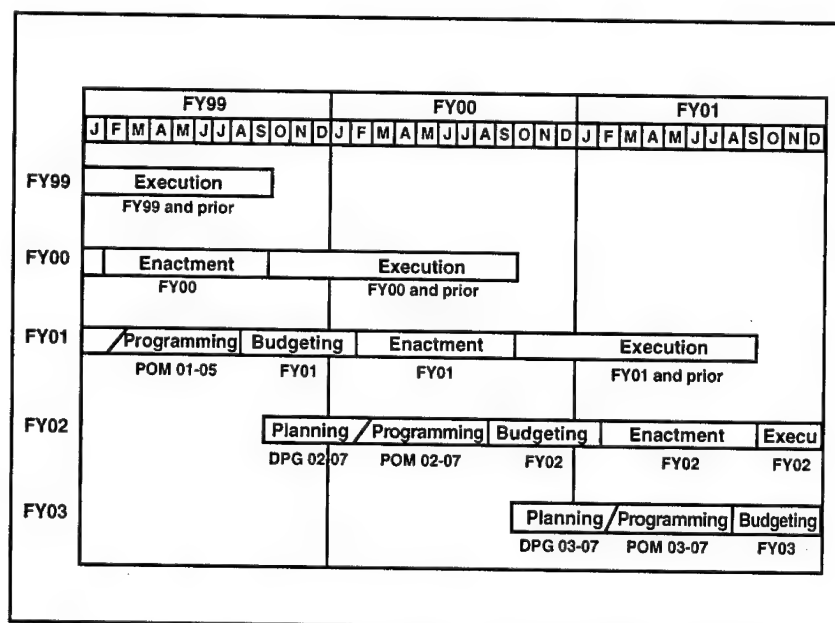 FY99 FY00 FY01
J F M A M J J A S O N D J F M A M J J A S O N D J F M A M J J A S O N D
FY99 Execution
FY99 and prior
FY00 Enactment Execution
FY00 FY00 and prior
FY01 Programming Budgeting Enactment Execution
POM 01-05 FY01 FY01 FY01 and prior
FY02 Planning Programming Budgeting Enactment Execu
DPG 02-07 POM 02-07 FY02 FY02 FY02
FY03 Planning Programming Budgeting
DPG 03-07 POM 03-07 FY03